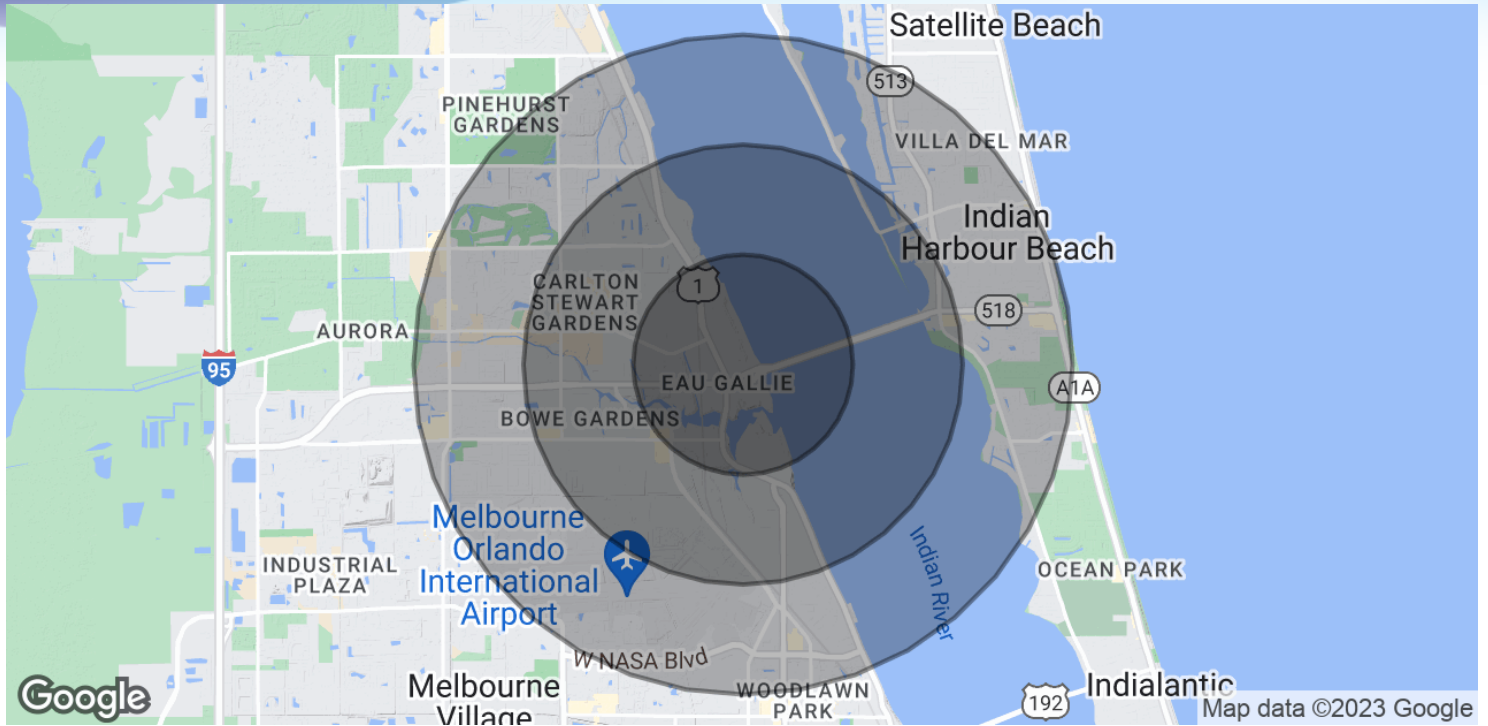 Satellite Beach
513
PINEHURST
GARDENS
VILLA DEL MAR
Indian
Harbour Beach
CARLTON
STEWART
GARDENS
1
518
AURORA
95
EAU GALLIE
A1A
BOWE GARDENS
Melbourne
Orlando
International
Airport
INDUSTRIAL
PLAZA
Indian River
OCEAN PARK
W NASA Blvd
Google
Melbourne
Village
WOODLAWN
PARK
192
Indialantic
Map data ©2023 Google